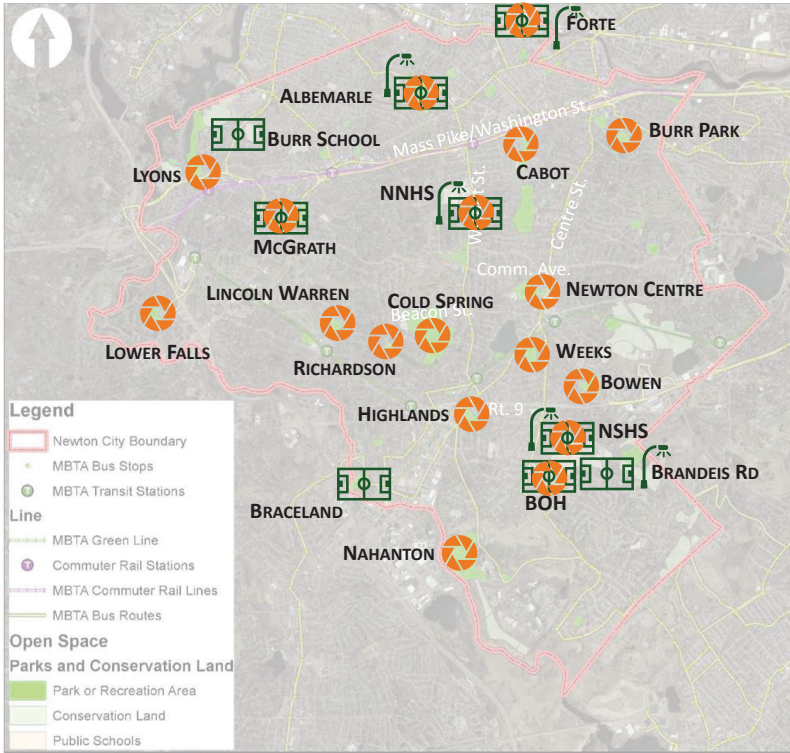 FORTE
ALBEMARLE
Mass Pike/Washington St.
BURR SCHOOL
BURR PARK
CABOT
LYONS
NNHS
Centre St.
MCGRATH
Comm. Ave.
LINCOLN WARREN
COLD SPRING
NEWTON CENTRE
Beacon St.
LOWER FALLS
RICHARDSON
WEEKS
BOWEN
HIGHLANDS
Rt. 9
NSHS
BRANDEIS RD
BRACELAND
BOH
NAHANTON
Legend
Newton City Boundary
MBTA Bus Stops
T MBTA Transit Stations
Line
MBTA Green Line
T Commuter Rail Stations
MBTA Commuter Rail Lines
MBTA Bus Routes
Open Space
Parks and Conservation Land
Park or Recreation Area
Conservation Land
Public Schools